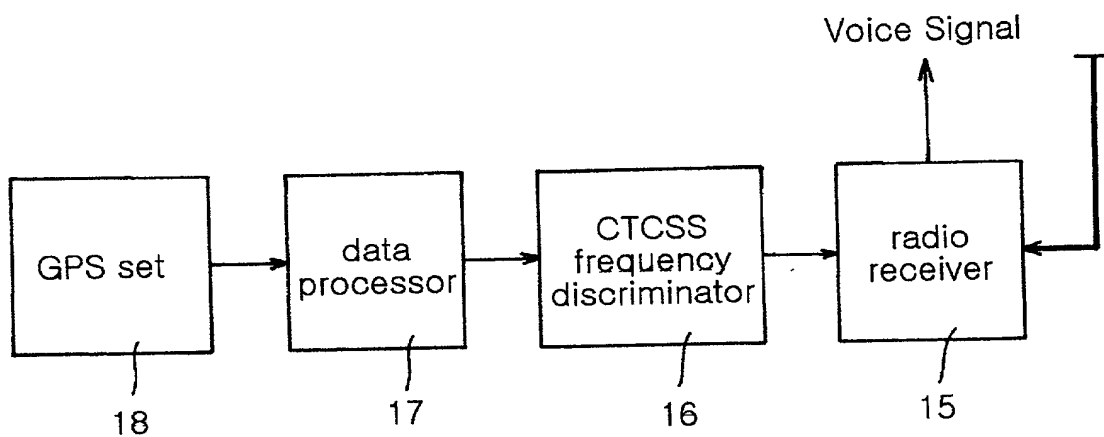 Voice Signal
GPS set
data
processor
CTCSS
frequency
discriminator
radio
receiver
18
17
16
15